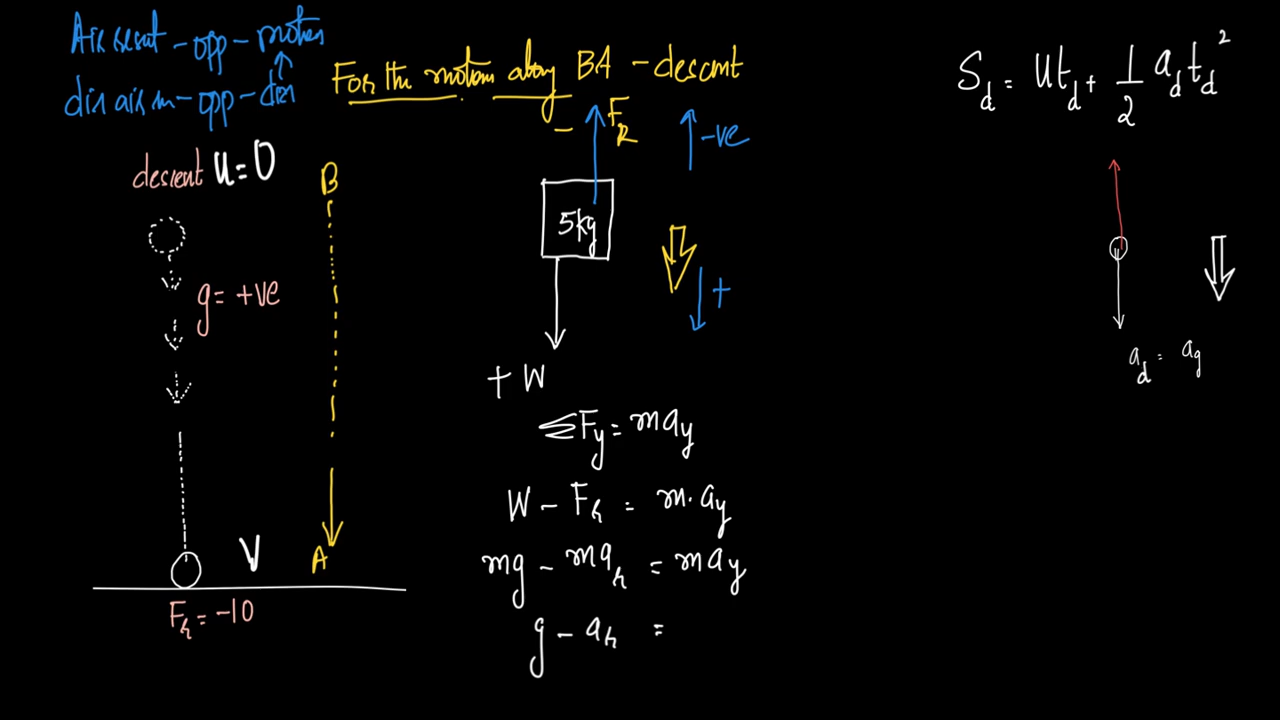 Air resist - opp - motion
dir air m - opp - dirn
For the motion along BA - descent
S_d = Ut_d + 1/2 a_d t_d^2
- F_R
-ve
descent U = 0
B
5kg
g = +ve
+
a_d = a_g
+ W
ΣF_y = ma_y
W - F_r = m.a_y
V
A
mg - ma_r = ma_y
F_r = -10
g - a_r =